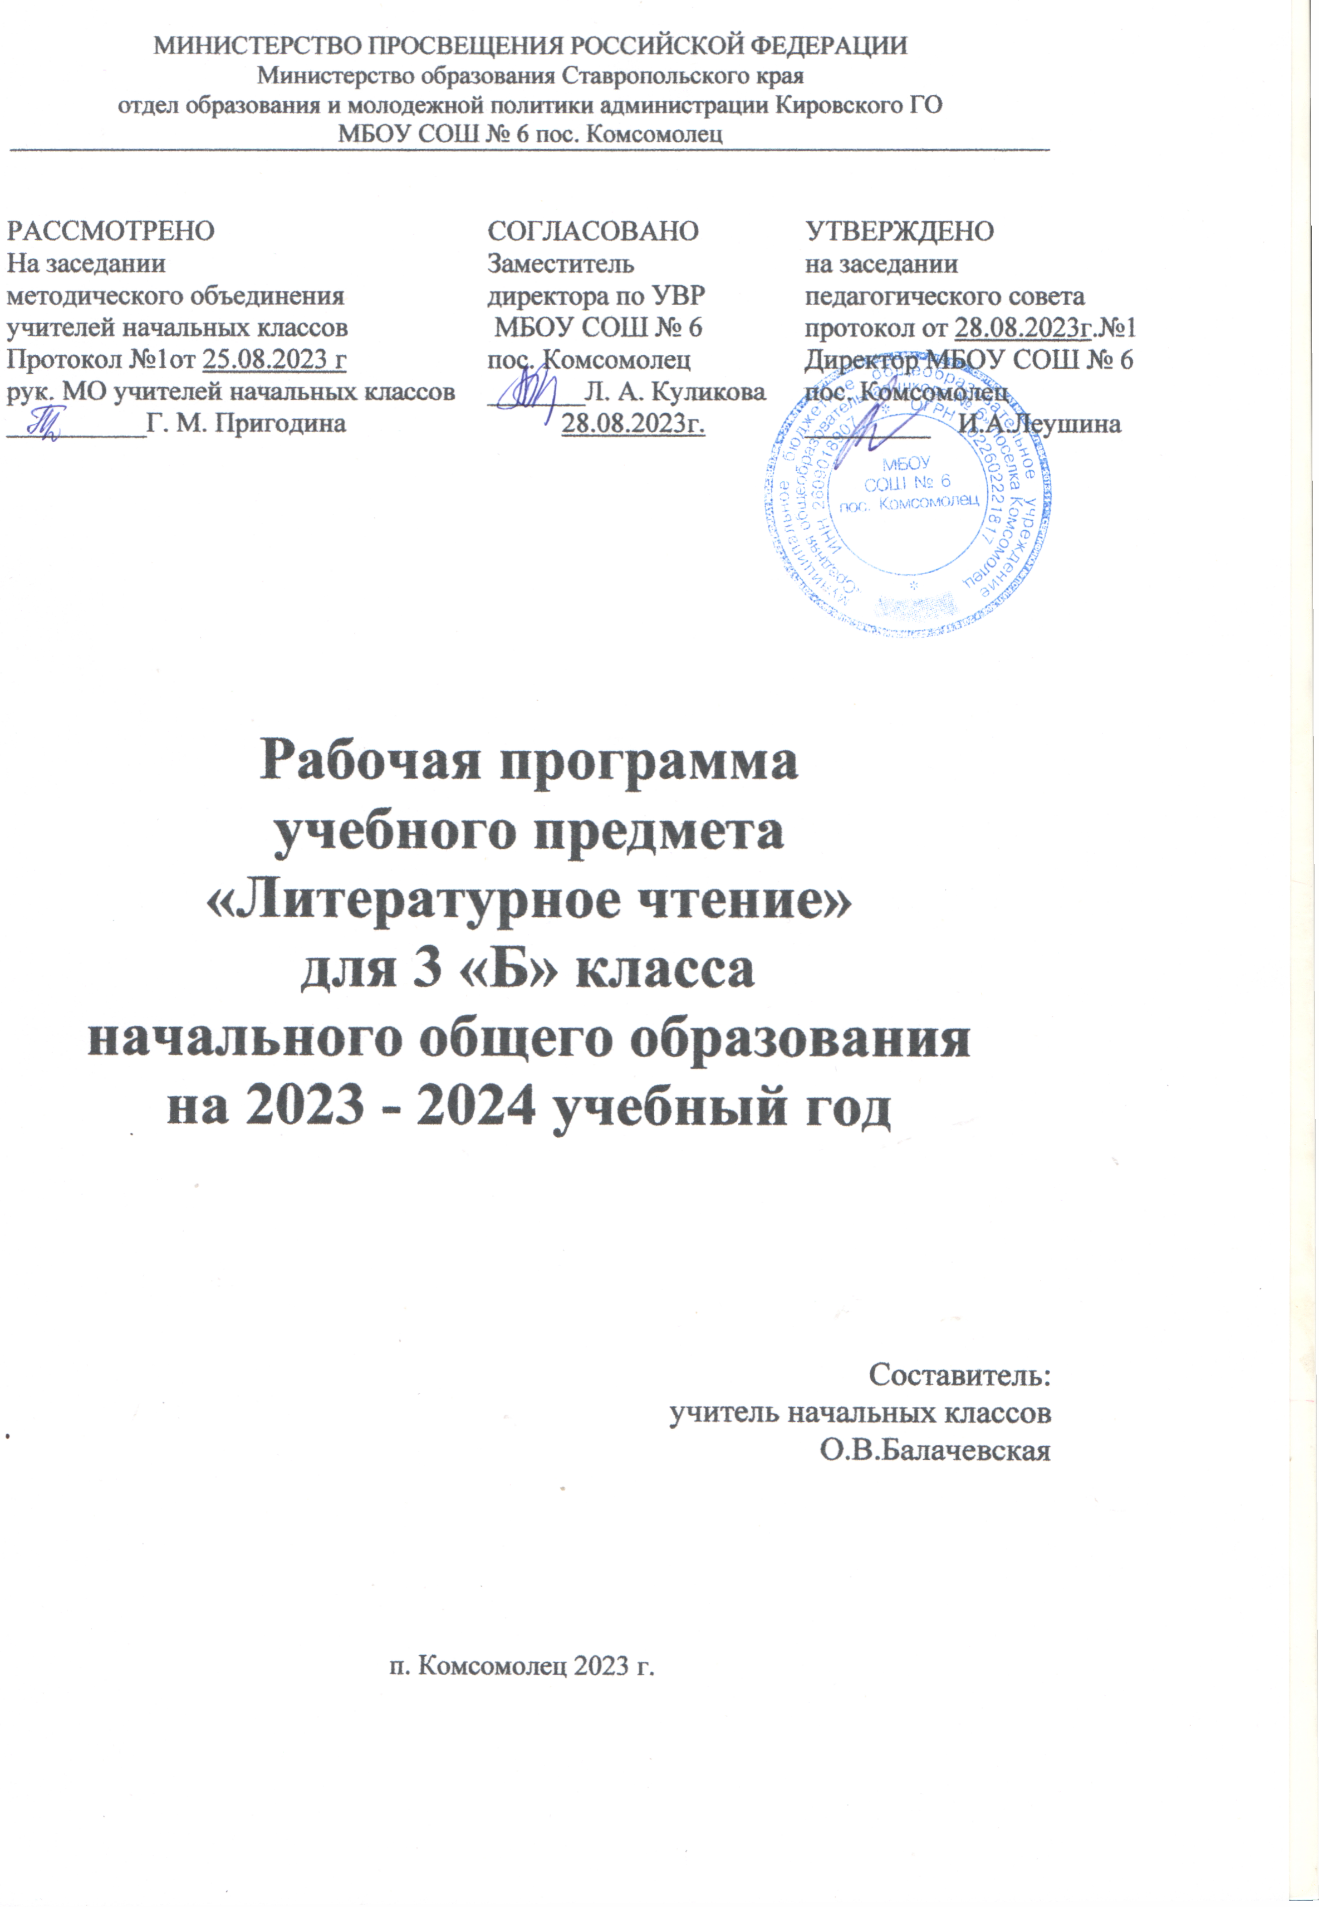 МИНИСТЕРСТВО ПРОСВЕЩЕНИЯ РОССИЙСКОЙ ФЕДЕРАЦИИ
Министерство образования Ставропольского края
отдел образования и молодежной политики администрации Кировского ГО
МБОУ СОШ № 6 пос. Комсомолец
РАССМОТРЕНО
На заседании
методического объединения
учителей начальных классов
Протокол №1от 25.08.2023 г
рук. МО учителей начальных классов
__________Г. М. Пригодина
СОГЛАСОВАНО
Заместитель
директора по УВР
МБОУ СОШ № 6
пос. Комсомолец
_______Л. А. Куликова
28.08.2023г.
УТВЕРЖДЕНО
на заседании
педагогического совета
протокол от 28.08.2023г.№1
Директор МБОУ СОШ № 6
пос. Комсомолец
_________ И.А.Леушина
МБОУ
СОШ № 6
пос. Комсомолец
Рабочая программа
учебного предмета
«Литературное чтение»
для 3 «Б» класса
начального общего образования
на 2023 - 2024 учебный год
Составитель:
учитель начальных классов
О.В.Балачевская
п. Комсомолец 2023 г.